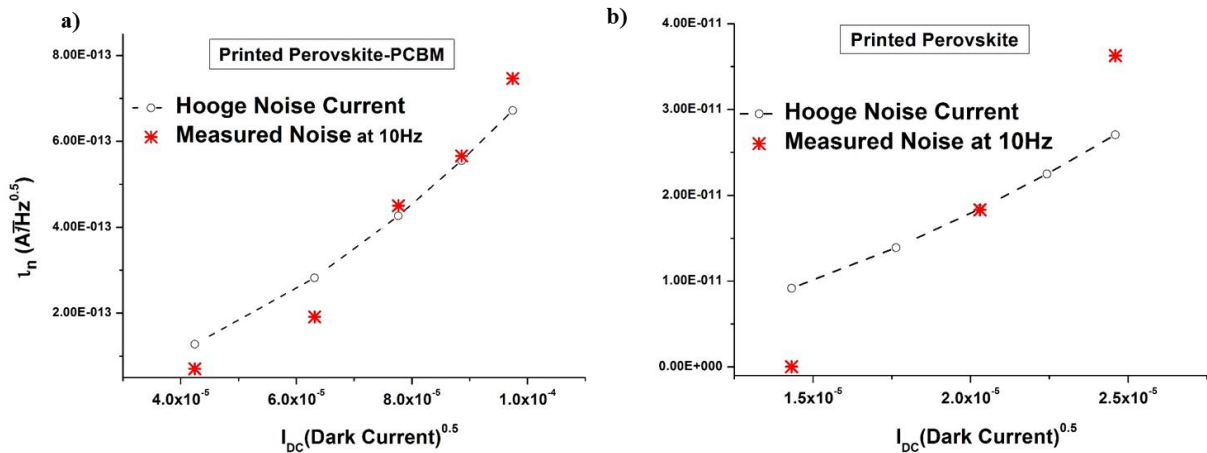 a)
Printed Perovskite-PCBM
Hooge Noise Current
Measured Noise at 10Hz
8.00E-013
6.00E-013
4.00E-013
2.00E-013
ιn (A/Hz0.5)
4.0x10-5
6.0x10-5
8.0x10-5
1.0x10-4
IDC(Dark Current)0.5
b)
Printed Perovskite
Hooge Noise Current
Measured Noise at 10Hz
4.00E-011
3.00E-011
2.00E-011
1.00E-011
0.00E+000
1.5x10-5
2.0x10-5
2.5x10-5
IDC(Dark Current)0.5